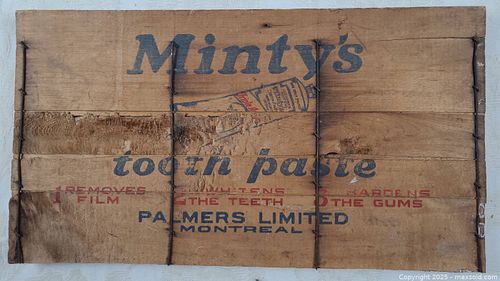 Minty's
tooth paste
1 REMOVES FILM
2 WHITENS THE TEETH
3 HARDENS THE GUMS
PALMERS LIMITED
MONTREAL
Copyright © 2025 - maxsold.com